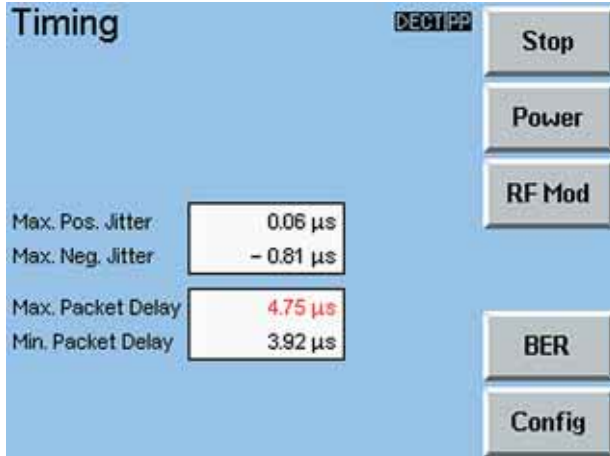 Timing
DECT PP
Stop
Power
RF Mod
Max. Pos. Jitter 0.06 µs
Max. Neg. Jitter − 0.81 µs
Max. Packet Delay 4.75 µs
Min. Packet Delay 3.92 µs
BER
Config